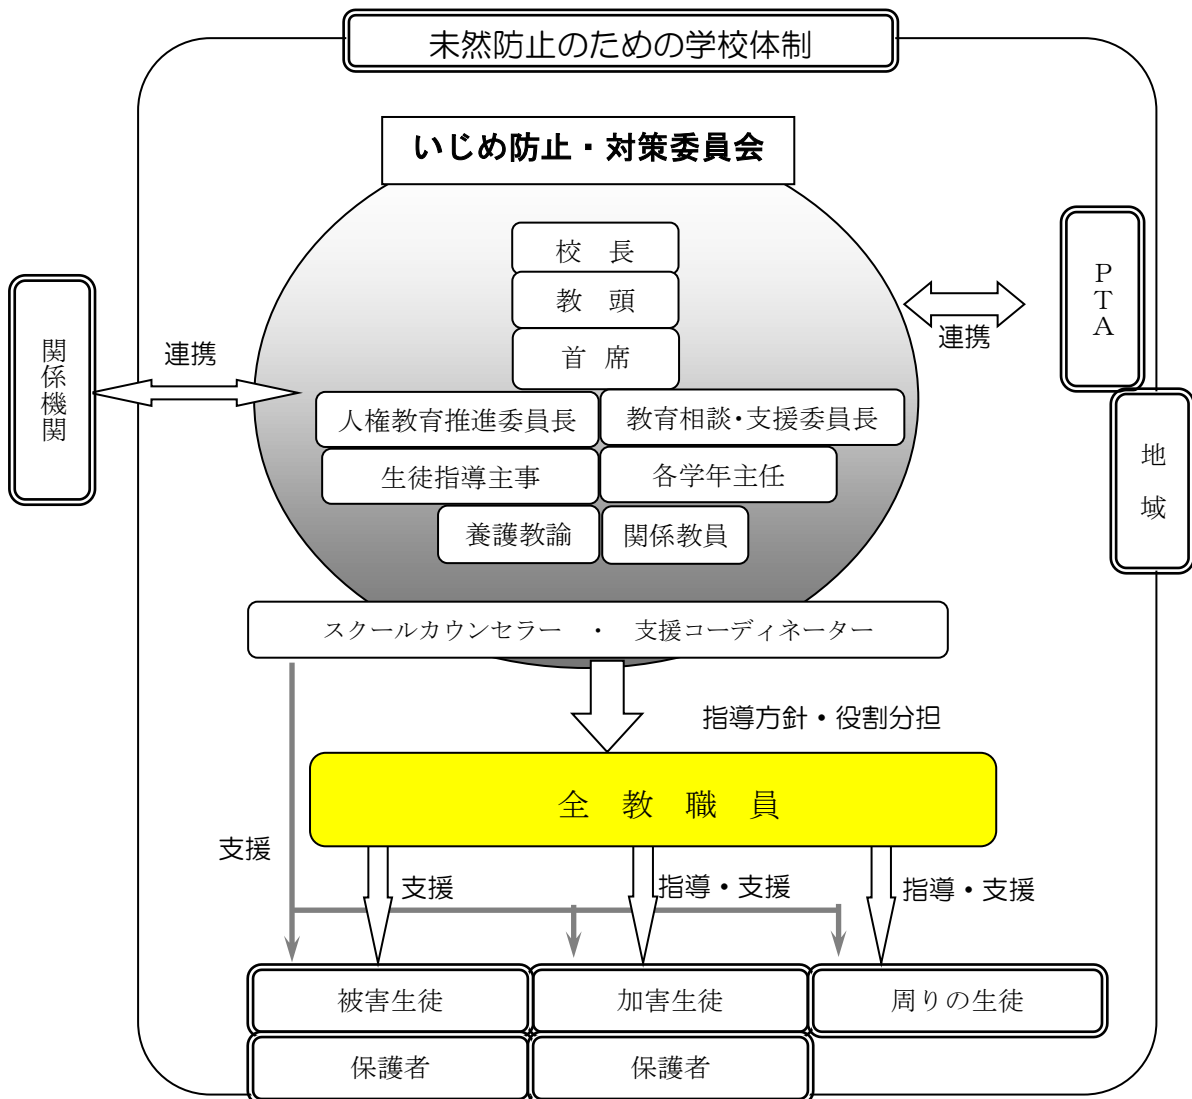 未然防止のための学校体制
いじめ防止・対策委員会
校 長
教 頭
首 席
人権教育推進委員長
教育相談・支援委員長
生徒指導主事
各学年主任
養護教諭
関係教員
スクールカウンセラー ・ 支援コーディネーター
関係機関
連携
連携
PTA
地 域
指導方針・役割分担
全 教 職 員
支援
支援
指導・支援
指導・支援
被害生徒
加害生徒
周りの生徒
保護者
保護者